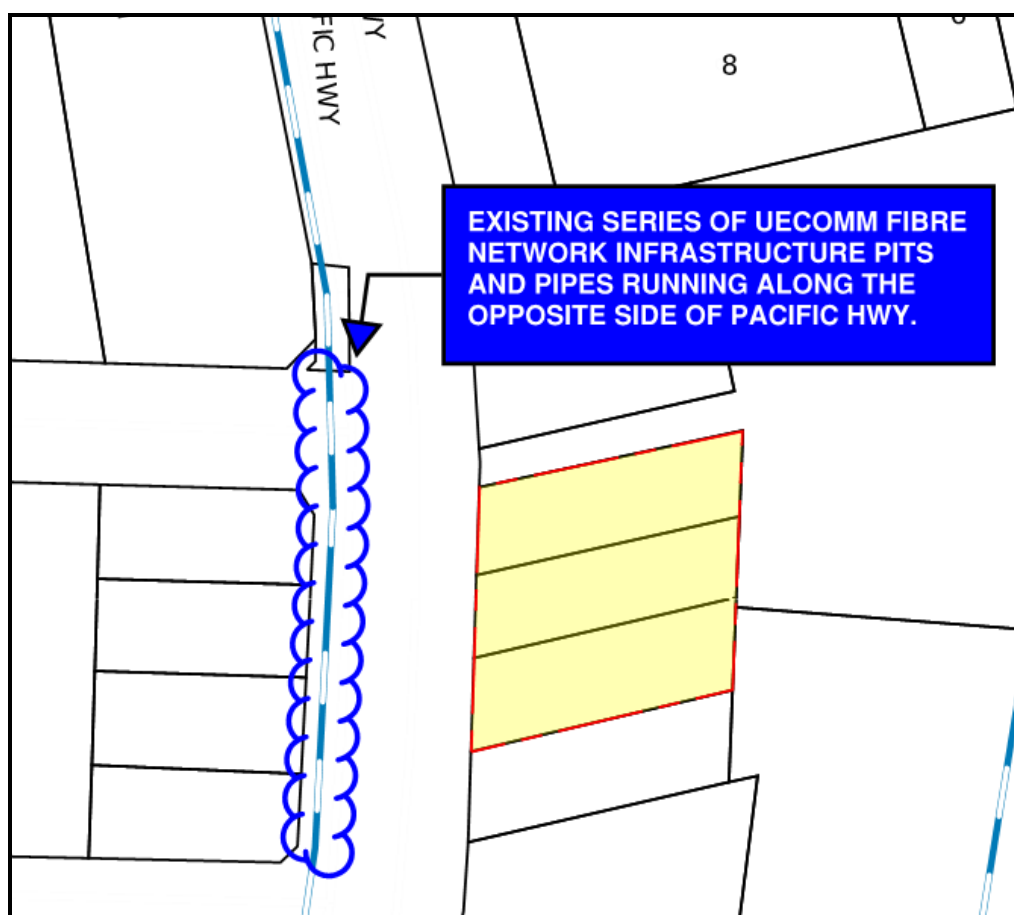 FIC HWY
WY
8
EXISTING SERIES OF UECOMM FIBRE
NETWORK INFRASTRUCTURE PITS
AND PIPES RUNNING ALONG THE
OPPOSITE SIDE OF PACIFIC HWY.